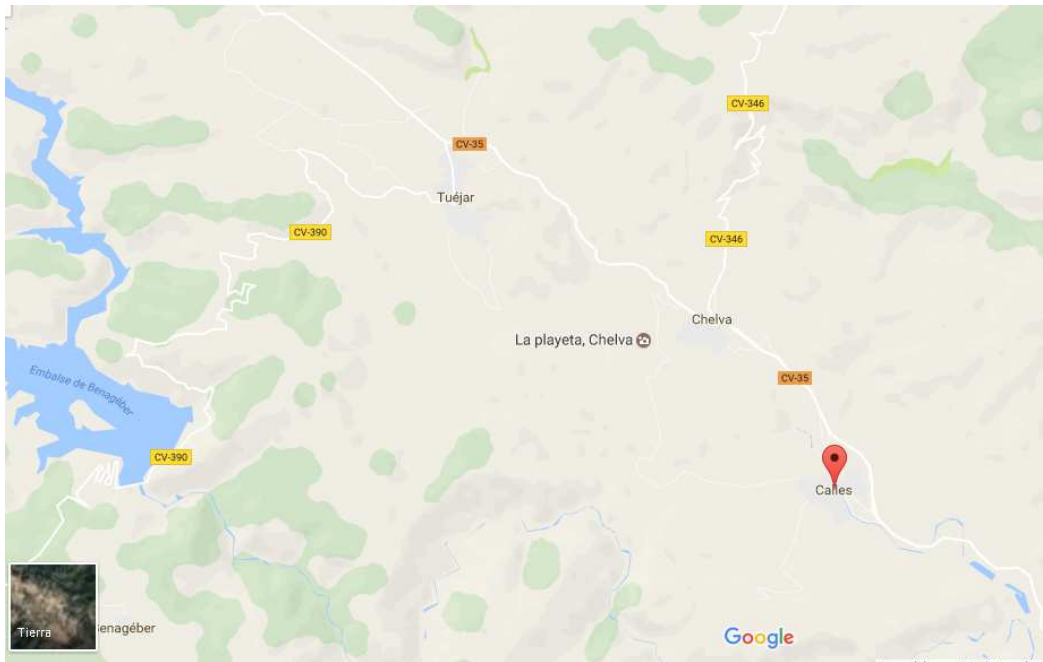 CV-346
CV-35
Tuéjar
CV-390
CV-346
Chelva
La playeta, Chelva
Embalse de Benagéber
CV-35
CV-390
Calles
Tierra
enagéber
Google